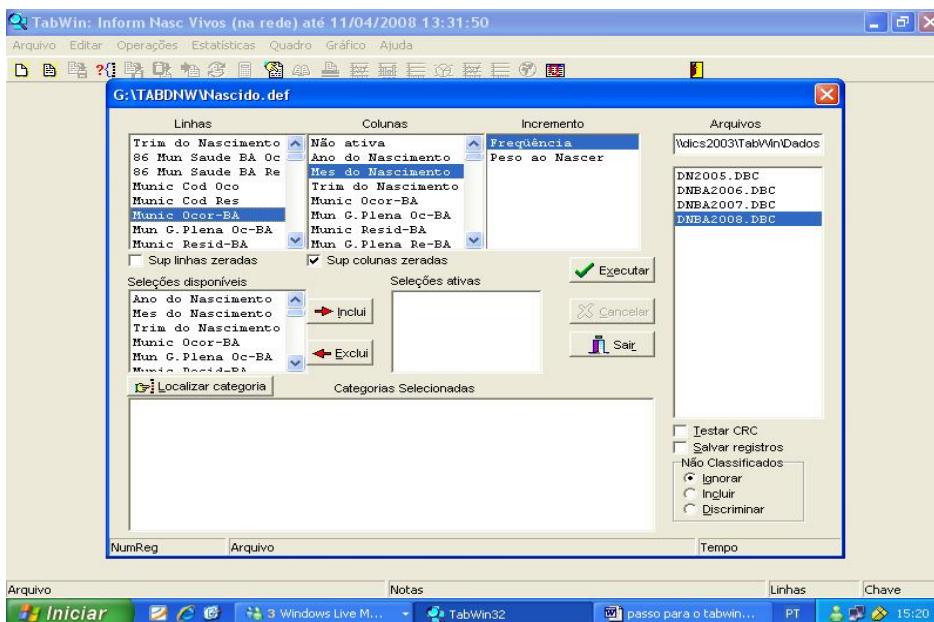 TabWin: Inform Nasc Vivos (na rede) até 11/04/2008 13:31:50
Arquivo Editar Operações Estatísticas Quadro Gráfico Ajuda
G:\TABDNW\Nascido.def
Linhas
Trim do Nascimento
86 Mun Saude BA Oc
86 Mun Saude BA Re
Munic Cod Oco
Munic Cod Res
Munic Ocor-BA
Mun G.Plena Oc-BA
Munic Resid-BA
Sup linhas zeradas
Colunas
Não ativa
Ano do Nascimento
Mes do Nascimento
Trim do Nascimento
Munic Ocor-BA
Mun G.Plena Oc-BA
Munic Resid-BA
Mun G.Plena Re-BA
Sup colunas zeradas
Incremento
Freqüência
Peso ao Nascer
Arquivos
\\dics2003\TabWin\Dados
DN2005.DBC
DNBA2006.DBC
DNBA2007.DBC
DNBA2008.DBC
Executar
Cancelar
Sair
Seleções disponíveis
Ano do Nascimento
Mes do Nascimento
Trim do Nascimento
Munic Ocor-BA
Mun G.Plena Oc-BA
Munic Resid-BA
Inclui
Exclui
Seleções ativas
Localizar categoria
Categorias Selecionadas
Testar CRC
Salvar registros
Não Classificados
Ignorar
Incluir
Discriminar
NumReg Arquivo Tempo
Arquivo Notas Linhas Chave
Iniciar 3 Windows Live M... TabWin32 passo para o tabwin... PT 15:20